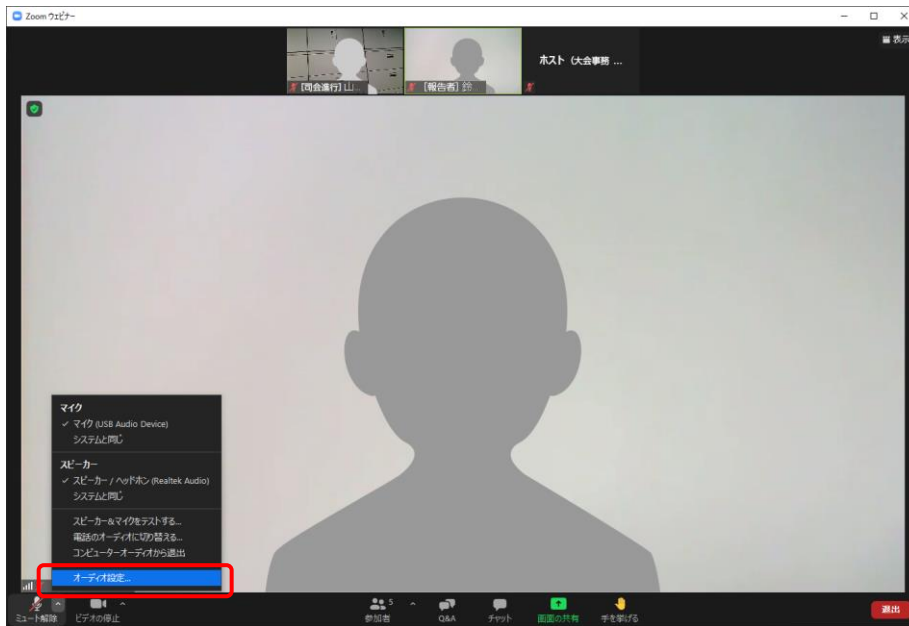 Zoom ウェビナー
表示
[司会進行] 山...
[報告者] 鈴
ホスト (大会事務 ...
マイク
✓ マイク (USB Audio Device)
システムと同じ
スピーカー
✓ スピーカー / ヘッドホン (Realtek Audio)
システムと同じ
スピーカー&マイクをテストする...
電話のオーディオに切り替える...
コンピューターオーディオから退出
オーディオ設定...
ミュート解除
ビデオの停止
5
参加者
Q&A
チャット
画面の共有
手を挙げる
退出